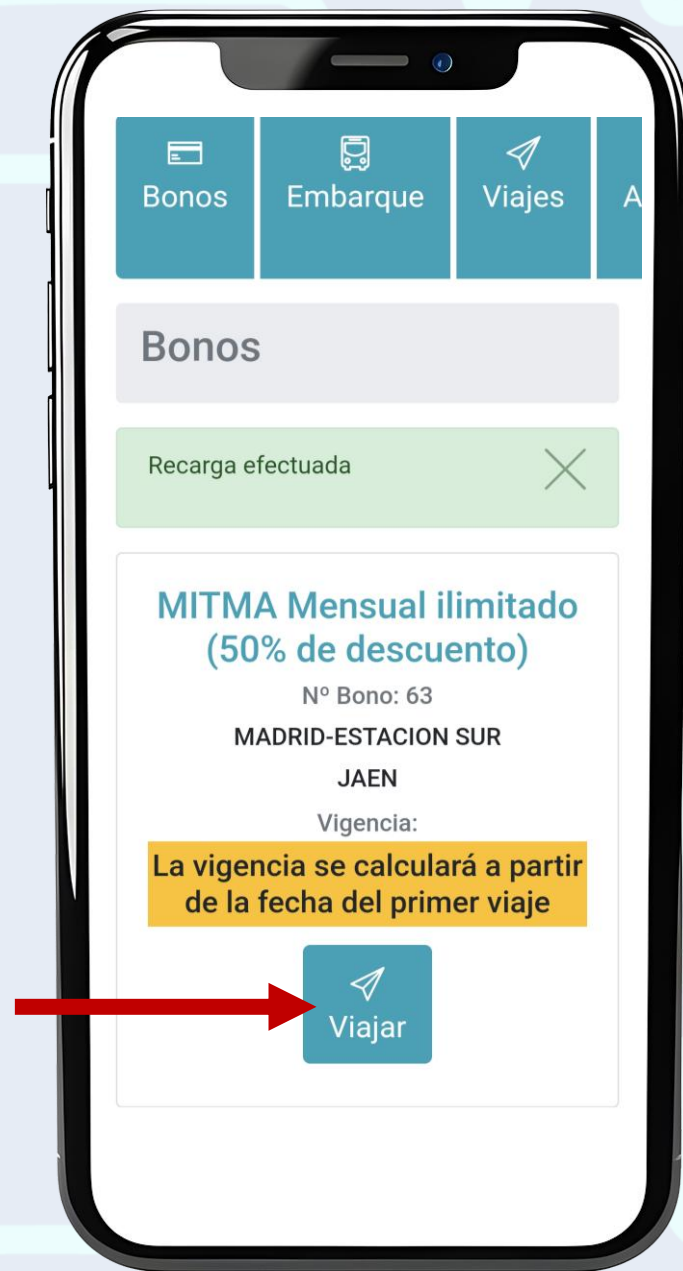 Bonos
Embarque
Viajes
A
Bonos
Recarga efectuada
MITMA Mensual ilimitado
(50% de descuento)
Nº Bono: 63
MADRID-ESTACION SUR
JAEN
Vigencia:
La vigencia se calculará a partir
de la fecha del primer viaje
Viajar